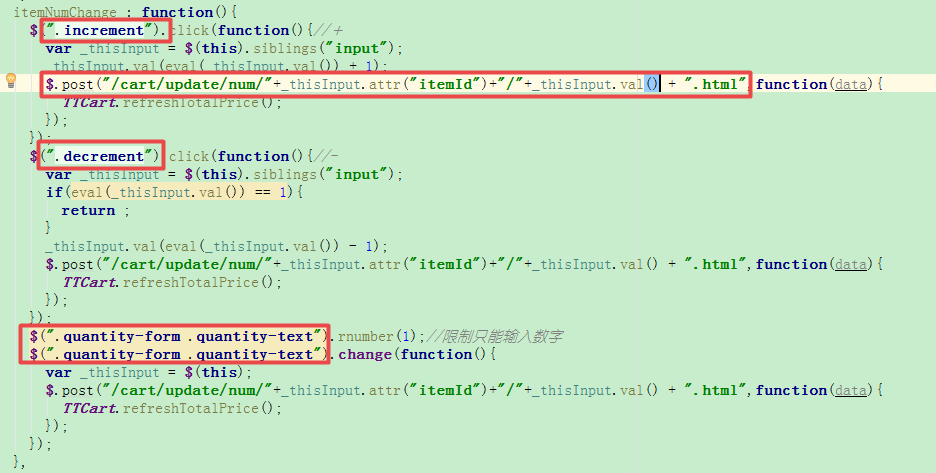 itemNumChange : function(){
$(".increment").click(function(){//＋
var _thisInput = $(this).siblings("input");
_thisInput.val(eval(_thisInput.val()) + 1);
$.post("/cart/update/num/"+_thisInput.attr("itemId")+"/"+_thisInput.val() + ".html",function(data){
TTCart.refreshTotalPrice();
});
});
$(".decrement").click(function(){//-
var _thisInput = $(this).siblings("input");
if(eval(_thisInput.val()) == 1){
return ;
}
_thisInput.val(eval(_thisInput.val()) - 1);
$.post("/cart/update/num/"+_thisInput.attr("itemId")+"/"+_thisInput.val() + ".html",function(data){
TTCart.refreshTotalPrice();
});
});
$(".quantity-form .quantity-text").rnumber(1);//限制只能输入数字
$(".quantity-form .quantity-text").change(function(){
var _thisInput = $(this);
$.post("/cart/update/num/"+_thisInput.attr("itemId")+"/"+_thisInput.val() + ".html",function(data){
TTCart.refreshTotalPrice();
});
});
},